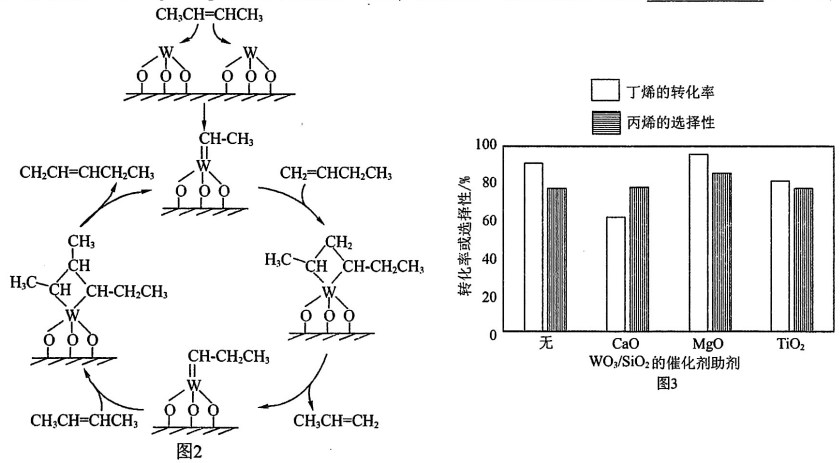 CH₃CH=CHCH₃
W W
O O O O O O
CH-CH₃
W
O O O
CH₂CH=CHCH₂CH₃
CH₂=CHCH₂CH₃
CH₃
CH
H₃C CH CH-CH₂CH₃
W
O O O
CH₂
H₃C CH CH-CH₂CH₃
W
O O O
CH-CH₂CH₃
W
O O O
CH₃CH=CHCH₃
CH₃CH=CH₂
图2
丁烯的转化率
丙烯的选择性
转化率或选择性/%
100
80
60
40
20
0
无 CaO MgO TiO₂
WO₃/SiO₂的催化剂助剂
图3